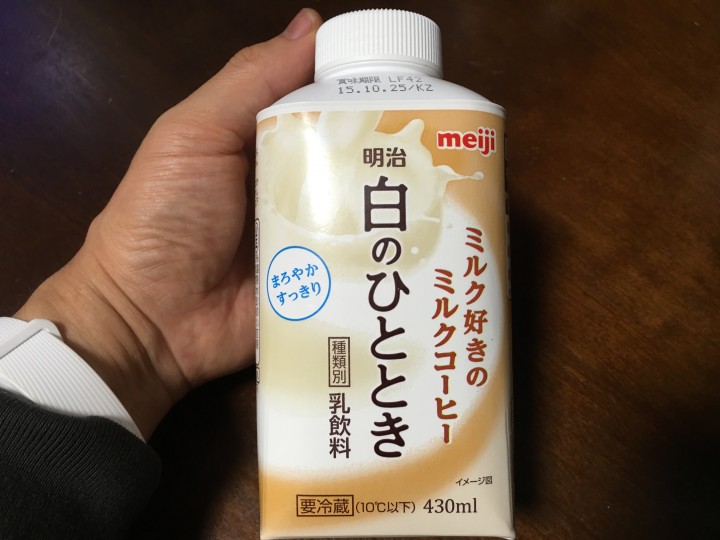 賞味期限 LF42
15.10.25/KZ
meiji
明治
白のひととき
ミルク好きの
ミルクコーヒー
まろやか
すっきり
種類別 乳飲料
イメージ図
要冷蔵 (10℃以下) 430ml